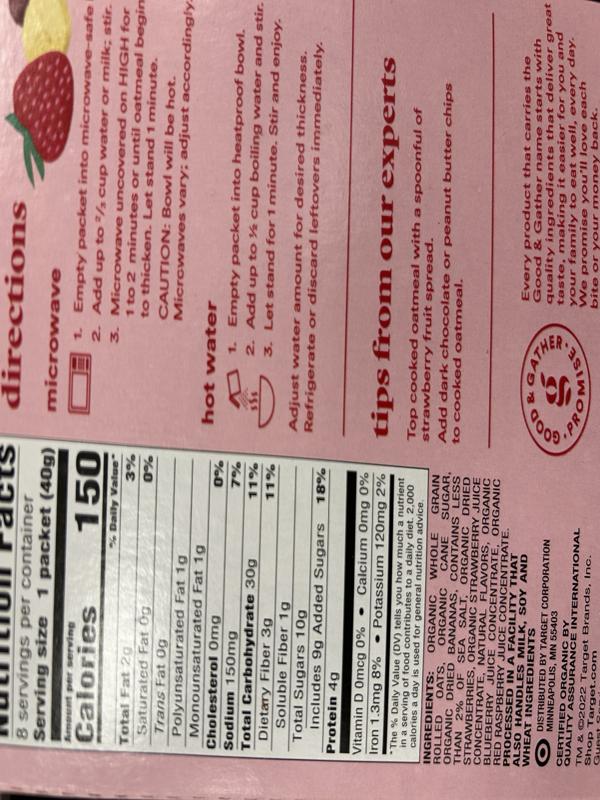 Nutrition Facts
8 servings per container
Serving size 1 packet (40g)
Amount per serving
Calories 150
% Daily Value*
Total Fat 2g 3%
Saturated Fat 0g 0%
Trans Fat 0g
Polyunsaturated Fat 1g
Monounsaturated Fat 1g
Cholesterol 0mg 0%
Sodium 150mg 7%
Total Carbohydrate 30g 11%
Dietary Fiber 3g 11%
Soluble Fiber 1g
Total Sugars 10g
Includes 9g Added Sugars 18%
Protein 4g
Vitamin D 0mcg 0% • Calcium 0mg 0%
Iron 1.3mg 8% • Potassium 120mg 2%
*The % Daily Value (DV) tells you how much a nutrient
in a serving of food contributes to a daily diet. 2,000
calories a day is used for general nutrition advice.
INGREDIENTS: ORGANIC WHOLE GRAIN
ROLLED OATS, ORGANIC CANE SUGAR,
ORGANIC DRIED BANANAS, CONTAINS LESS
THAN 2% OF: SEA SALT, ORGANIC DRIED
STRAWBERRIES, ORGANIC STRAWBERRY JUICE
CONCENTRATE, NATURAL FLAVORS, ORGANIC
BLUEBERRY JUICE CONCENTRATE, ORGANIC
RED RASPBERRY JUICE CONCENTRATE.
PROCESSED IN A FACILITY THAT
ALSO HANDLES MILK, SOY AND
WHEAT INGREDIENTS
DISTRIBUTED BY TARGET CORPORATION
MINNEAPOLIS, MN 55403
CERTIFIED ORGANIC BY
QUALITY ASSURANCE INTERNATIONAL
TM & ©2022 Target Brands, Inc.
Shop Target.com
directions
microwave
1. Empty packet into microwave-safe
2. Add up to ⅔ cup water or milk; stir.
3. Microwave uncovered on HIGH for
1 to 2 minutes or until oatmeal begin
to thicken. Let stand 1 minute.
CAUTION: Bowl will be hot.
Microwaves vary; adjust accordingly.
hot water
1. Empty packet into heatproof bowl.
2. Add up to ½ cup boiling water and stir.
3. Let stand for 1 minute. Stir and enjoy.
Adjust water amount for desired thickness.
Refrigerate or discard leftovers immediately.
tips from our experts
Top cooked oatmeal with a spoonful of
strawberry fruit spread.
Add dark chocolate or peanut butter chips
to cooked oatmeal.
GOOD & GATHER
PROMISE
g
Every product that carries the
Good & Gather name starts with
quality ingredients that deliver great
taste, making it easier for you and
your family to eat well, every day.
We promise you'll love each
bite or your money back.